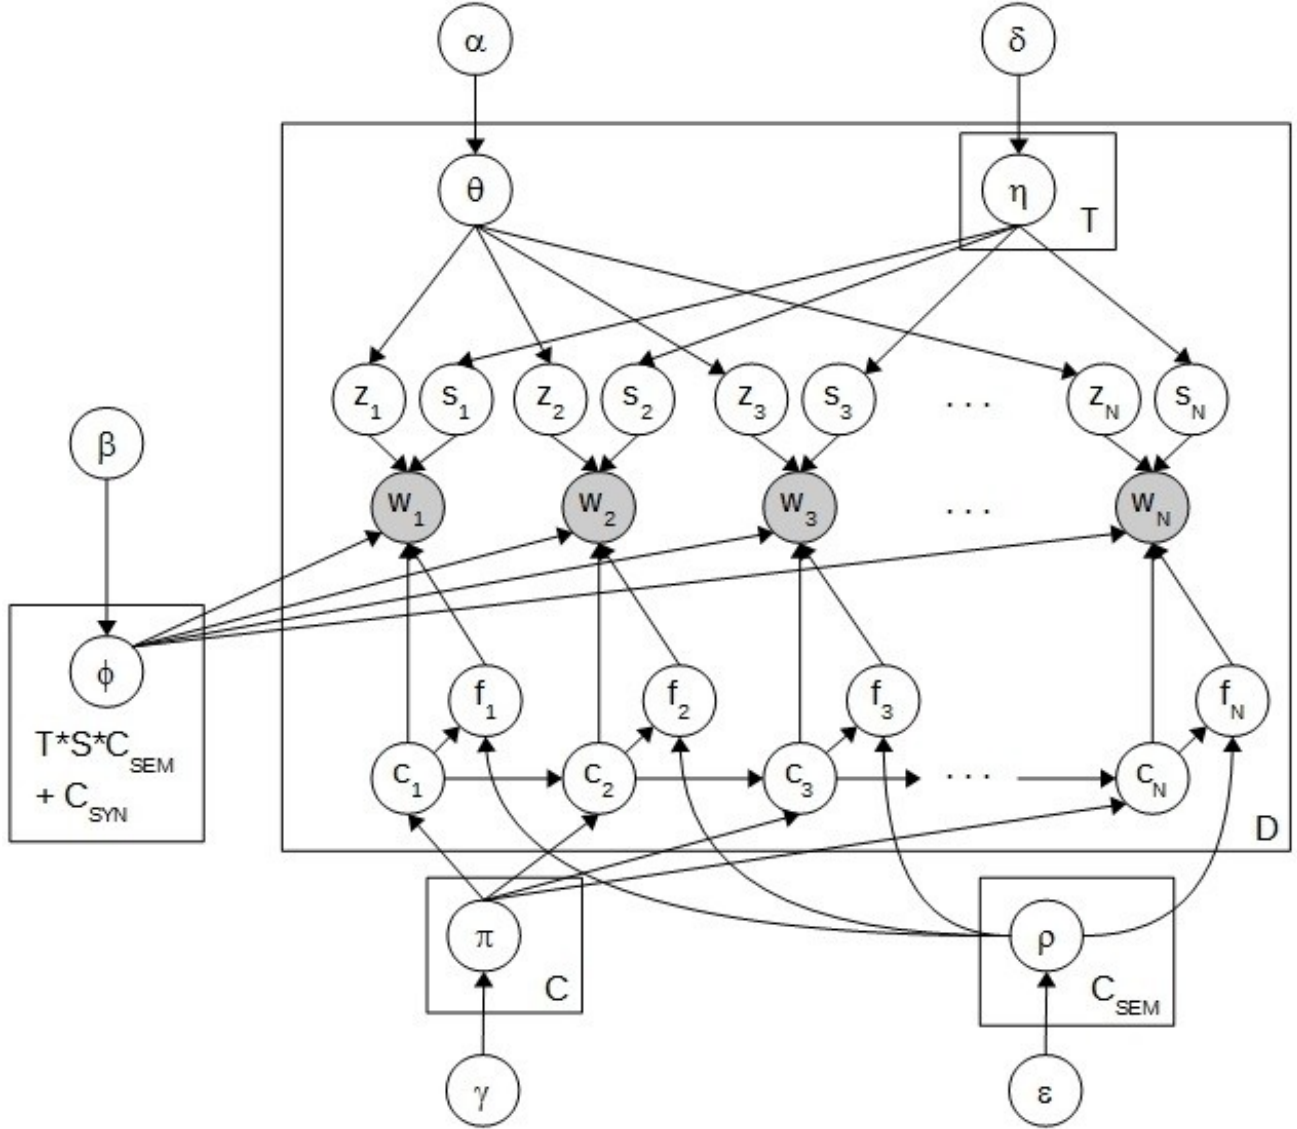 α δ
θ η
T
z1 s1 z2 s2 z3 s3 . . . zN sN
β
w1 w2 w3 . . . wN
ϕ
T*S*CSEM
+ CSYN
f1 f2 f3 fN
c1 c2 c3 . . . cN
D
π ρ
C CSEM
γ ε